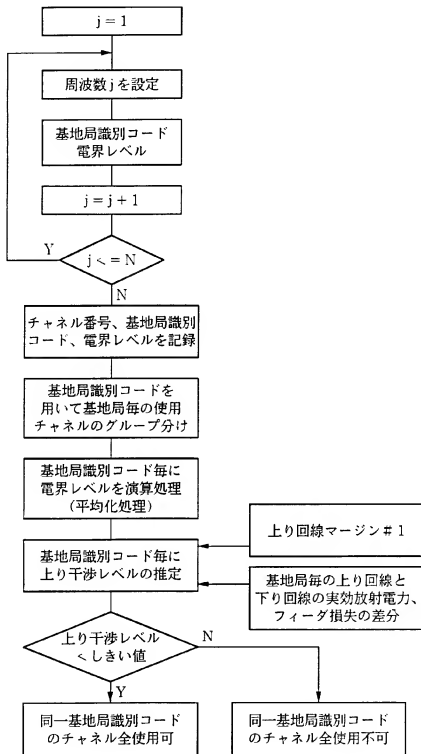 j = 1
周波数 j を設定
基地局識別コード
電界レベル
j = j + 1
Y
j < = N
N
チャネル番号、基地局識別
コード、電界レベルを記録
基地局識別コードを
用いて基地局毎の使用
チャネルのグループ分け
基地局識別コード毎に
電界レベルを演算処理
(平均化処理)
上り回線マージン # 1
基地局識別コード毎に
上り干渉レベルの推定
基地局毎の上り回線と
下り回線の実効放射電力、
フィーダ損失の差分
上り干渉レベル
< しきい値
N
Y
同一基地局識別コード
のチャネル全使用可
同一基地局識別コード
のチャネル全使用不可